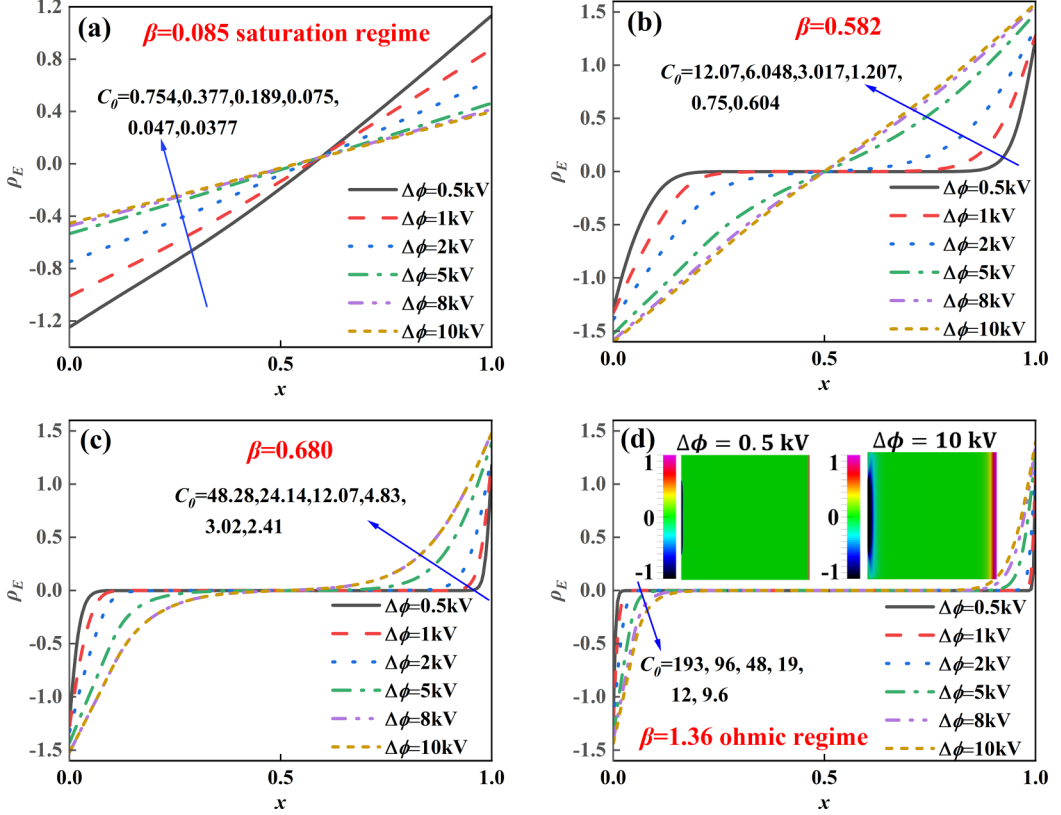 (a)
β=0.085 saturation regime
C₀=0.754,0.377,0.189,0.075,
0.047,0.0377
Δϕ=0.5kV
Δϕ=1kV
Δϕ=2kV
Δϕ=5kV
Δϕ=8kV
Δϕ=10kV
1.2
0.8
0.4
0.0
-0.4
-0.8
-1.2
ρE
0.0
0.5
1.0
x
(b)
β=0.582
C₀=12.07,6.048,3.017,1.207,
0.75,0.604
Δϕ=0.5kV
Δϕ=1kV
Δϕ=2kV
Δϕ=5kV
Δϕ=8kV
Δϕ=10kV
1.5
1.0
0.5
0.0
-0.5
-1.0
-1.5
ρE
0.0
0.5
1.0
x
(c)
β=0.680
C₀=48.28,24.14,12.07,4.83,
3.02,2.41
Δϕ=0.5kV
Δϕ=1kV
Δϕ=2kV
Δϕ=5kV
Δϕ=8kV
Δϕ=10kV
1.5
1.0
0.5
0.0
-0.5
-1.0
-1.5
ρE
0.0
0.5
1.0
x
(d)
Δϕ = 0.5 kV
1
0
-1
Δϕ = 10 kV
1
0
-1
C₀=193, 96, 48, 19,
12, 9.6
β=1.36 ohmic regime
Δϕ=0.5kV
Δϕ=1kV
Δϕ=2kV
Δϕ=5kV
Δϕ=8kV
Δϕ=10kV
1.5
1.0
0.5
0.0
-0.5
-1.0
-1.5
ρE
0.0
0.5
1.0
x